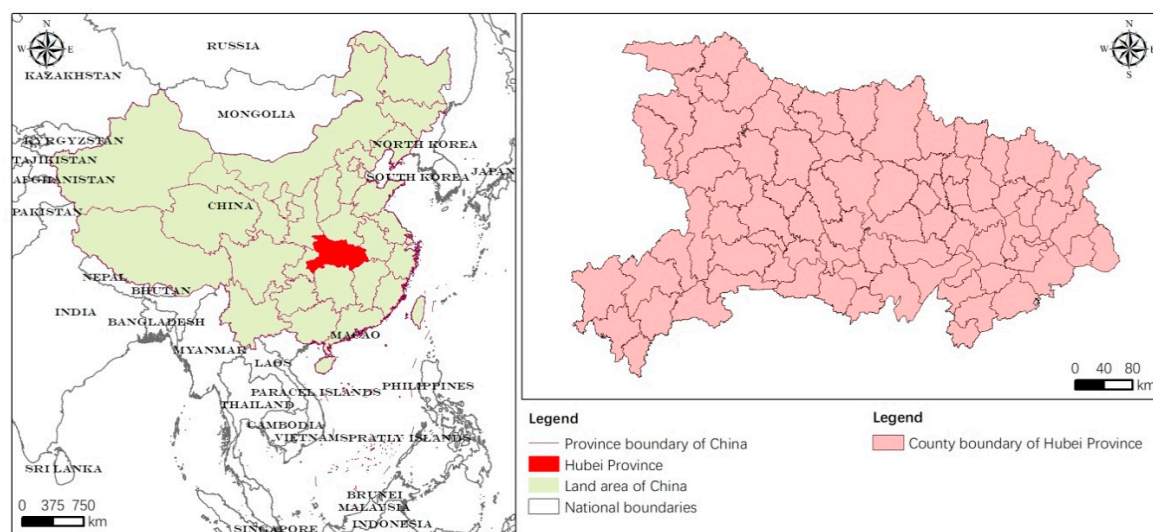 N
W E
S
RUSSIA
KAZAKHSTAN
MONGOLIA
KYRGYZSTAN
NORTH KOREA
TAJIKISTAN
SOUTH KOREA
JAPAN
AFGHANISTAN
PAKISTAN
CHINA
NEPAL
BHUTAN
INDIA
BANGLADESH
MACAO
MYANMAR
LAOS
PARACEL ISLANDS
PHILIPPINES
THAILAND
CAMBODIA
VIETNAM
SPRATLY ISLANDS
SRI LANKA
BRUNEI
MALAYSIA
SINGAPORE
INDONESIA
0 375 750
km
N
W E
S
0 40 80
km
Legend
Province boundary of China
Hubei Province
Land area of China
National boundaries
Legend
County boundary of Hubei Province